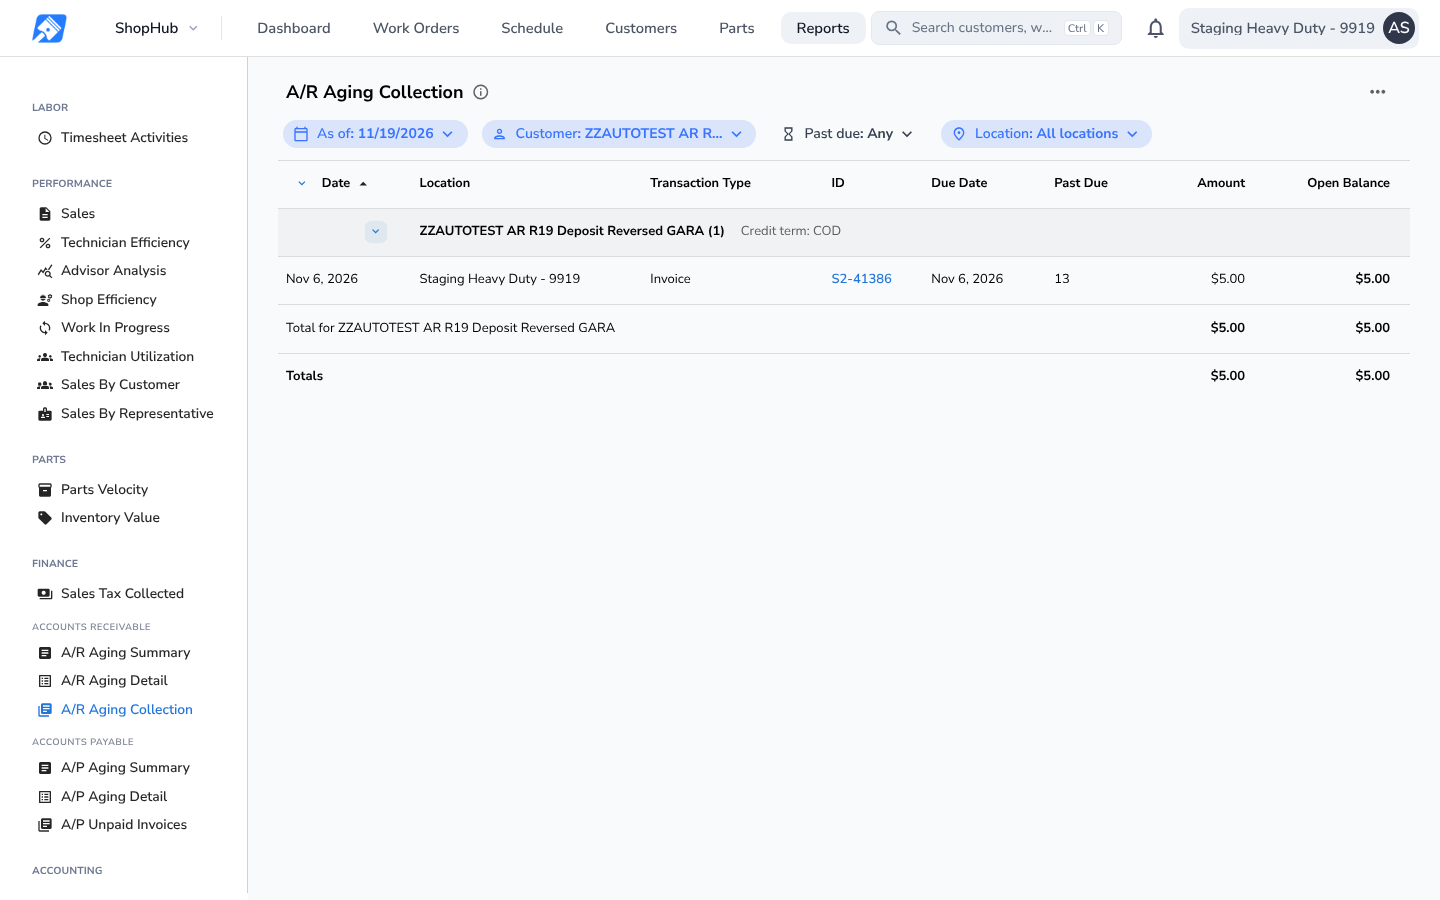 ShopHub
Dashboard
Work Orders
Schedule
Customers
Parts
Reports
Search customers, w...
Ctrl K
Staging Heavy Duty - 9919
AS
LABOR
Timesheet Activities
PERFORMANCE
Sales
Technician Efficiency
Advisor Analysis
Shop Efficiency
Work In Progress
Technician Utilization
Sales By Customer
Sales By Representative
PARTS
Parts Velocity
Inventory Value
FINANCE
Sales Tax Collected
ACCOUNTS RECEIVABLE
A/R Aging Summary
A/R Aging Detail
A/R Aging Collection
ACCOUNTS PAYABLE
A/P Aging Summary
A/P Aging Detail
A/P Unpaid Invoices
ACCOUNTING
A/R Aging Collection
As of: 11/19/2026
Customer: ZZAUTOTEST AR R...
Past due: Any
Location: All locations
Date Location Transaction Type ID Due Date Past Due Amount Open Balance
ZZAUTOTEST AR R19 Deposit Reversed GARA (1) Credit term: COD
Nov 6, 2026 Staging Heavy Duty - 9919 Invoice S2-41386 Nov 6, 2026 13 $5.00 $5.00
Total for ZZAUTOTEST AR R19 Deposit Reversed GARA $5.00 $5.00
Totals $5.00 $5.00